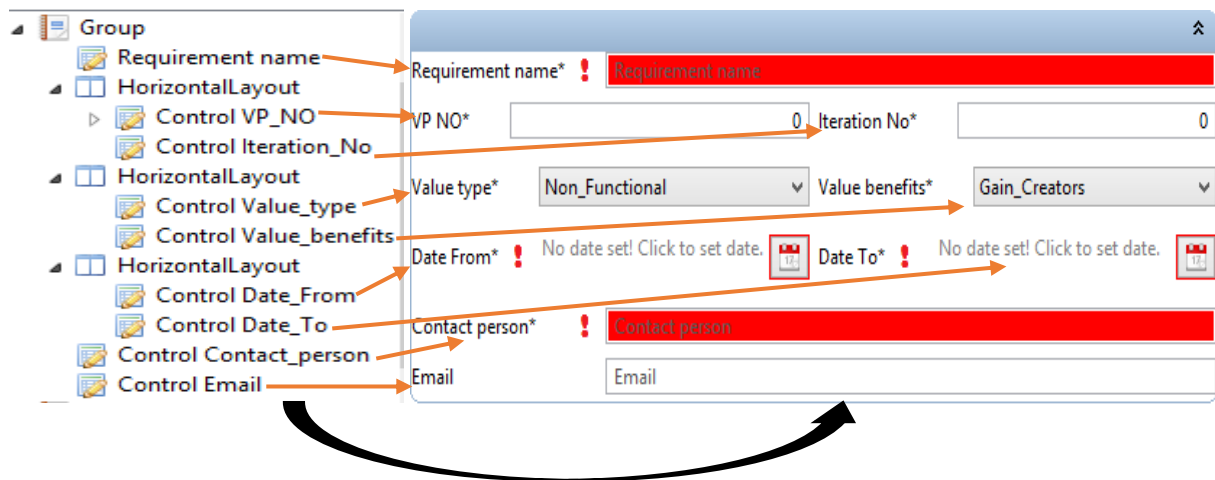 Group
Requirement name
HorizontalLayout
Control VP_NO
Control Iteration_No
HorizontalLayout
Control Value_type
Control Value_benefits
HorizontalLayout
Control Date_From
Control Date_To
Control Contact_person
Control Email
Requirement name* Requirement name
VP NO* 0 Iteration No* 0
Value type* Non_Functional Value benefits* Gain_Creators
Date From* No date set! Click to set date. 17 Date To* No date set! Click to set date. 17
Contact person* Contact person
Email Email